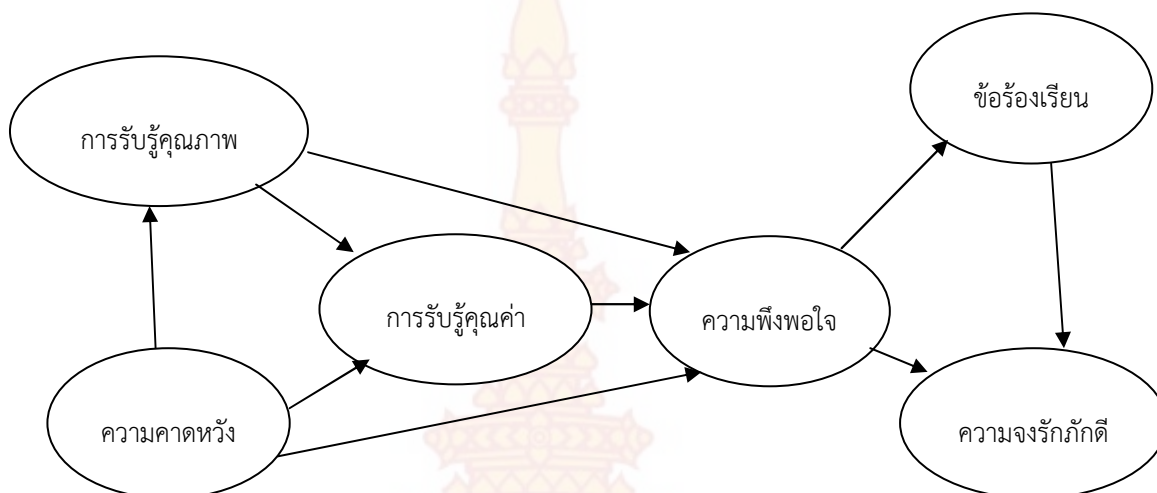 ข้อร้องเรียน
การรับรู้คุณภาพ
การรับรู้คุณค่า
ความพึงพอใจ
ความคาดหวัง
ความจงรักภักดี